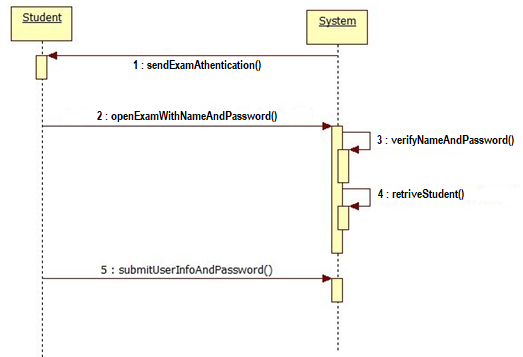 Student
System
1 : sendExamAthentication()
2 : openExamWithNameAndPassword()
3 : verifyNameAndPassword()
4 : retriveStudent()
5 : submitUserInfoAndPassword()